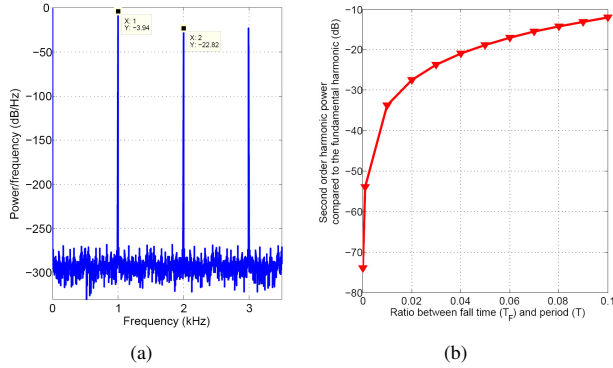 0
−50
−100
−150
−200
−250
−300
0
1
2
3
X: 1
Y: −3.94
X: 2
Y: −22.82
Power/frequency (dB/Hz)
Frequency (kHz)
(a)
−10
−20
−30
−40
−50
−60
−70
−80
0
0.02
0.04
0.06
0.08
0.1
Second order harmonic power
compared to the fundamental harmonic (dB)
Ratio between fall time (T_F) and period (T)
(b)